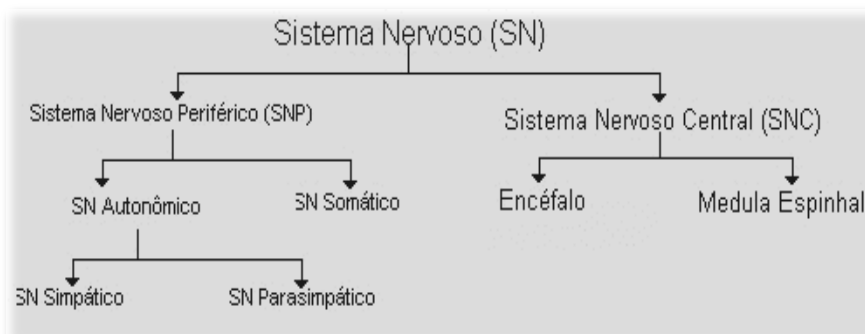 Sistema Nervoso (SN)
Sistema Nervoso Periférico (SNP)
Sistema Nervoso Central (SNC)
SN Autonômico
SN Somático
Encéfalo
Medula Espinhal
SN Simpático
SN Parasimpático